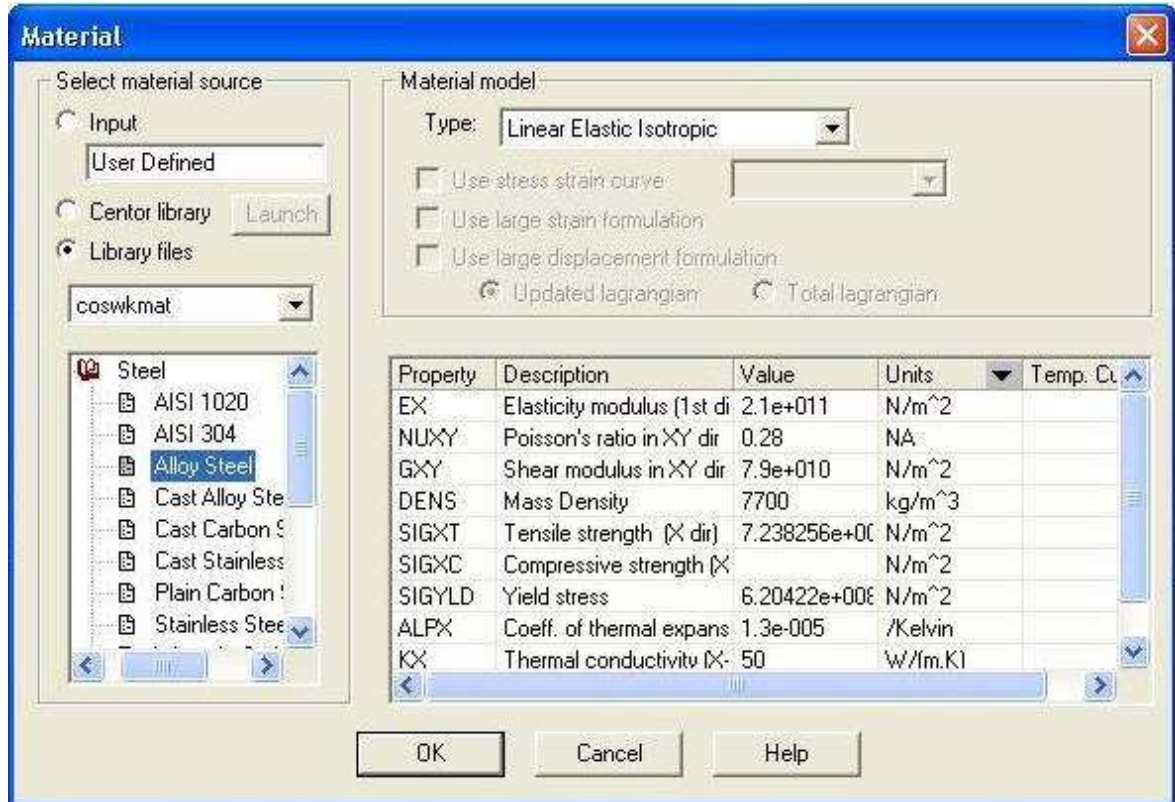 Material
Select material source
Input
User Defined
Centor library
Launch
Library files
coswkmat
Steel
AISI 1020
AISI 304
Alloy Steel
Cast Alloy Ste
Cast Carbon S
Cast Stainless
Plain Carbon
Stainless Stee
Material model
Type: Linear Elastic Isotropic
Use stress strain curve
Use large strain formulation
Use large displacement formulation
Updated lagrangian Total lagrangian
Property Description Value Units Temp. Cu
EX Elasticity modulus (1st di 2.1e+011 N/m^2
NUXY Poisson's ratio in XY dir 0.28 NA
GXY Shear modulus in XY dir 7.9e+010 N/m^2
DENS Mass Density 7700 kg/m^3
SIGXT Tensile strength (X dir) 7.238256e+00 N/m^2
SIGXC Compressive strength (X N/m^2
SIGYLD Yield stress 6.20422e+008 N/m^2
ALPX Coeff. of thermal expans 1.3e-005 /Kelvin
KX Thermal conductivity (X- 50 W/(m.K)
OK Cancel Help